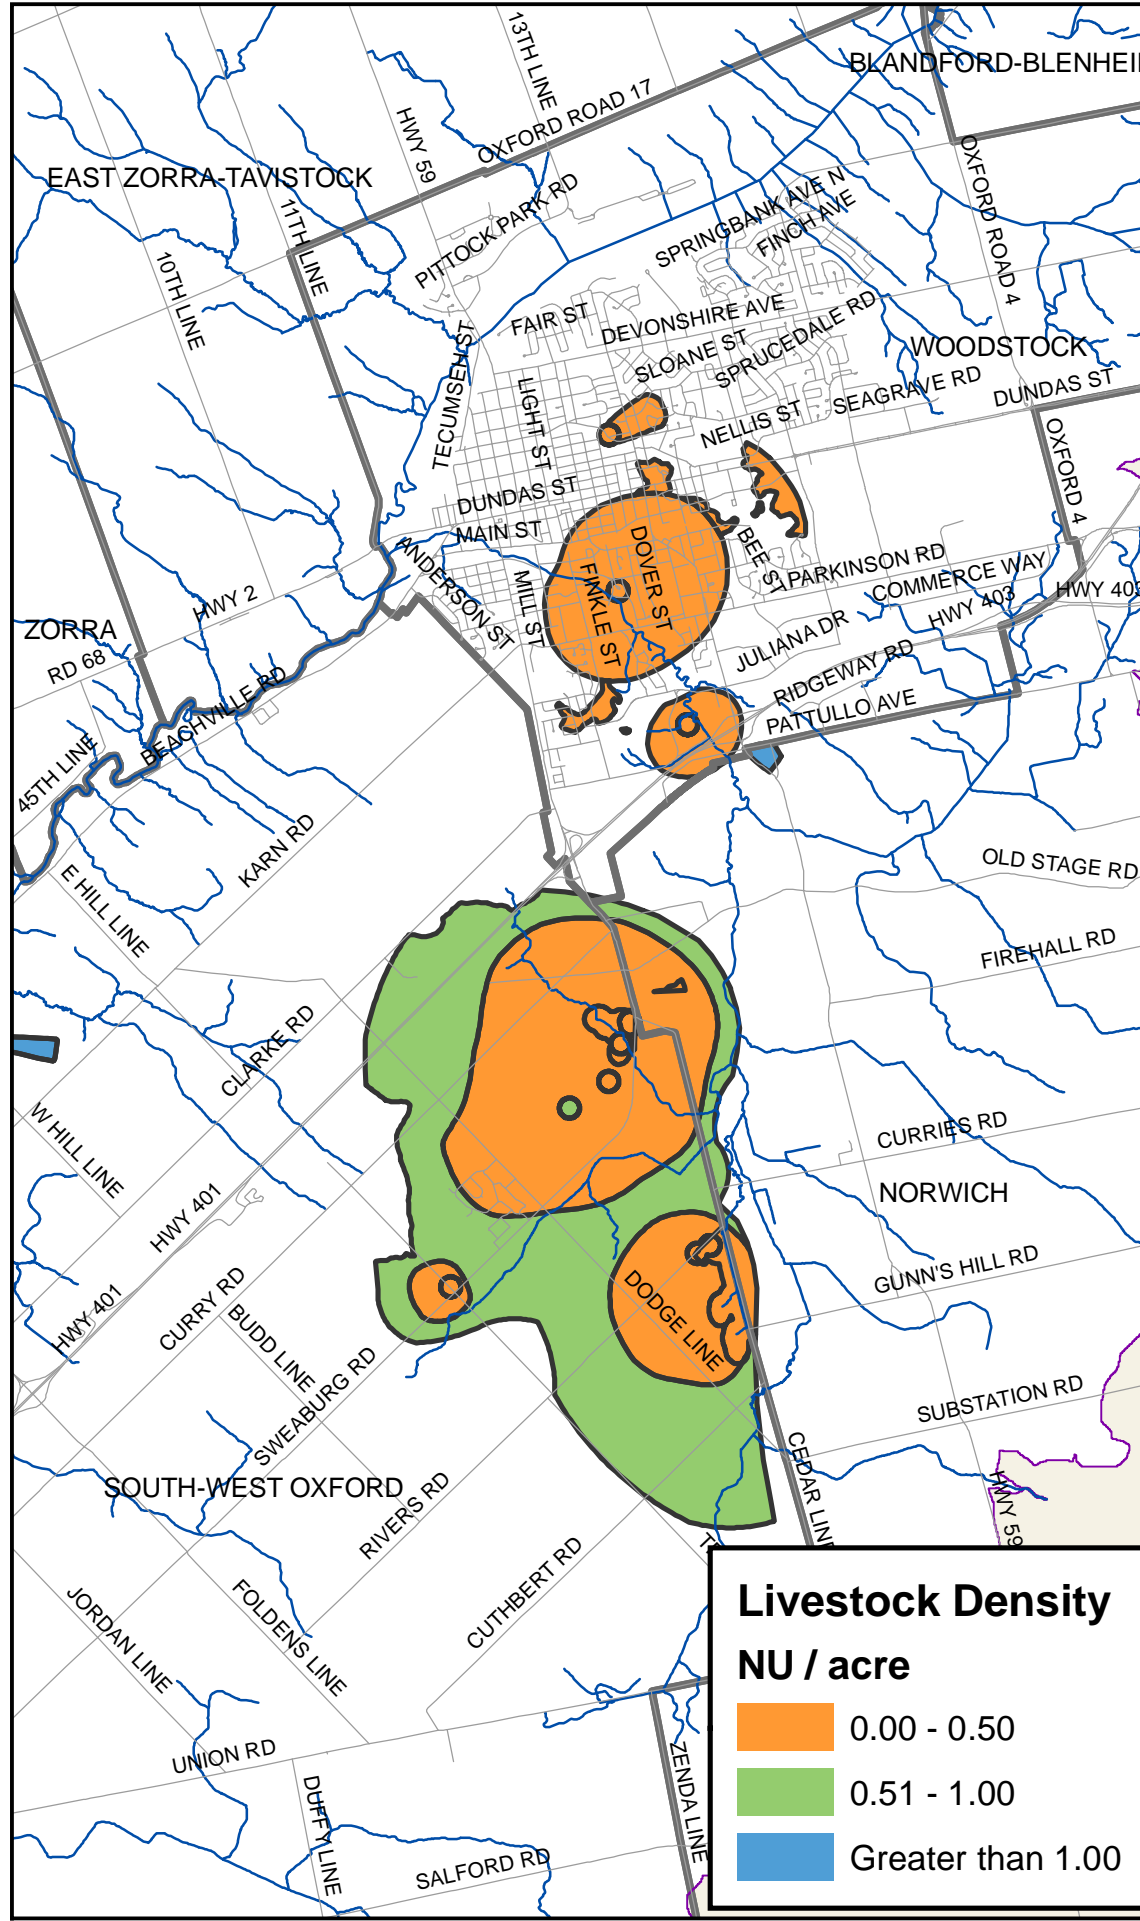 13TH LINE
BLANDFORD-BLENHEI
HWY 59
OXFORD ROAD 17
EAST ZORRA-TAVISTOCK
11TH LINE
PITTOCK PARK RD
SPRINGBANK AVE N
FINCH AVE
OXFORD ROAD 4
10TH LINE
TECUMSEH ST
FAIR ST
DEVONSHIRE AVE
SLOANE ST
SPRUCEDALE RD
WOODSTOCK
LIGHT ST
NELLIS ST
SEAGRAVE RD
DUNDAS ST
OXFORD 4
DUNDAS ST
MAIN ST
ANDERSON ST
MILL ST
FINKLE ST
DOVER ST
BEE ST
PARKINSON RD
COMMERCE WAY
HWY 403
HWY 403
HWY 2
ZORRA
RD 68
JULIANA DR
RIDGEWAY RD
PATTULLO AVE
BEACHVILLE RD
45TH LINE
KARN RD
E HILL LINE
OLD STAGE RD
FIREHALL RD
CLARKE RD
W HILL LINE
CURRIES RD
HWY 401
NORWICH
GUNN'S HILL RD
HWY 401
CURRY RD
BUDD LINE
DODGE LINE
SWEABURG RD
SUBSTATION RD
CEDAR LINE
HWY 59
SOUTH-WEST OXFORD
RIVERS RD
CUTHBERT RD
JORDAN LINE
FOLDENS LINE
UNION RD
DUFFY LINE
ZENDA LINE
SALFORD RD
Livestock Density
NU / acre
0.00 - 0.50
0.51 - 1.00
Greater than 1.00